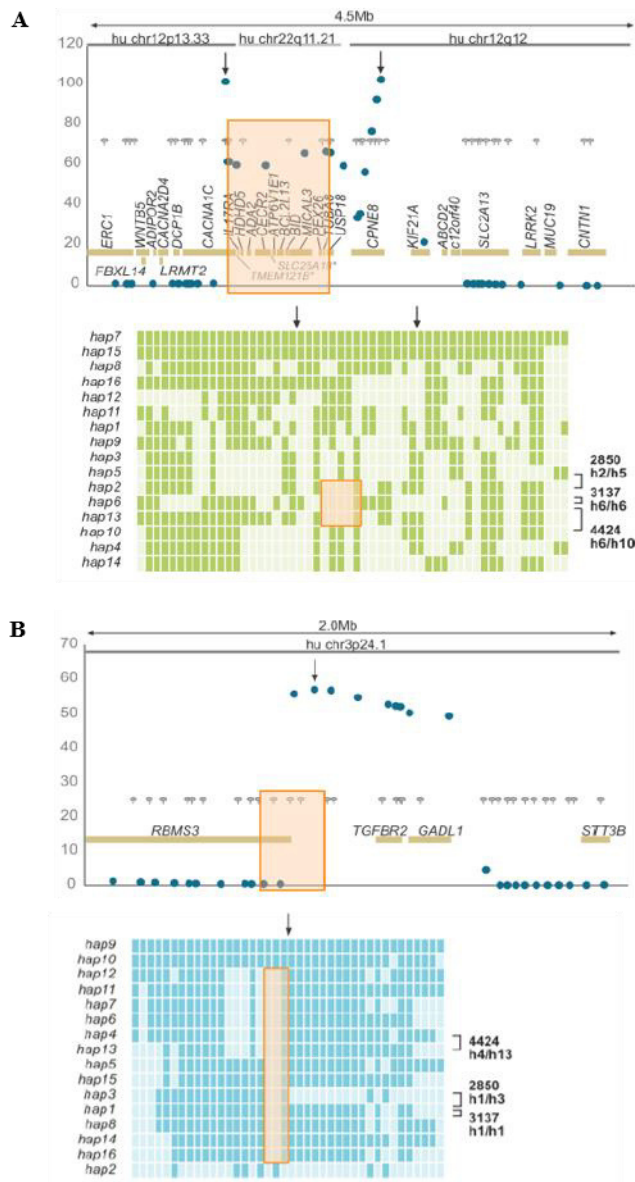 A
4.5Mb
hu chr12p13.33
hu chr22q11.21
hu chr12q12
120
100
80
60
40
20
0
ERC1
WNTB5
ADIPOR2
CACNA2D4
DCP1B
CACNA1C
IL17RA
HDHD5
CECR2
ATP6V1E1
BCL2L13
BID
MICAL3
PEX26
TUBA8
USP18
CPNE8
KIF21A
ABCD2
c12orf40
SLC2A13
LRRK2
MUC19
CNTN1
FBXL14
LRMT2
TMEM121B*
hap7
hap15
hap8
hap16
hap12
hap11
hap1
hap9
hap3
hap5
hap2
hap6
hap13
hap10
hap4
hap14
2850
h2/h5
3137
h6/h6
4424
h6/h10
B
2.0Mb
hu chr3p24.1
70
60
50
40
30
20
10
0
RBMS3
TGFBR2
GADL1
STT3B
hap9
hap10
hap12
hap11
hap7
hap6
hap4
hap13
hap5
hap15
hap3
hap1
hap8
hap14
hap16
hap2
4424
h4/h13
2850
h1/h3
3137
h1/h1